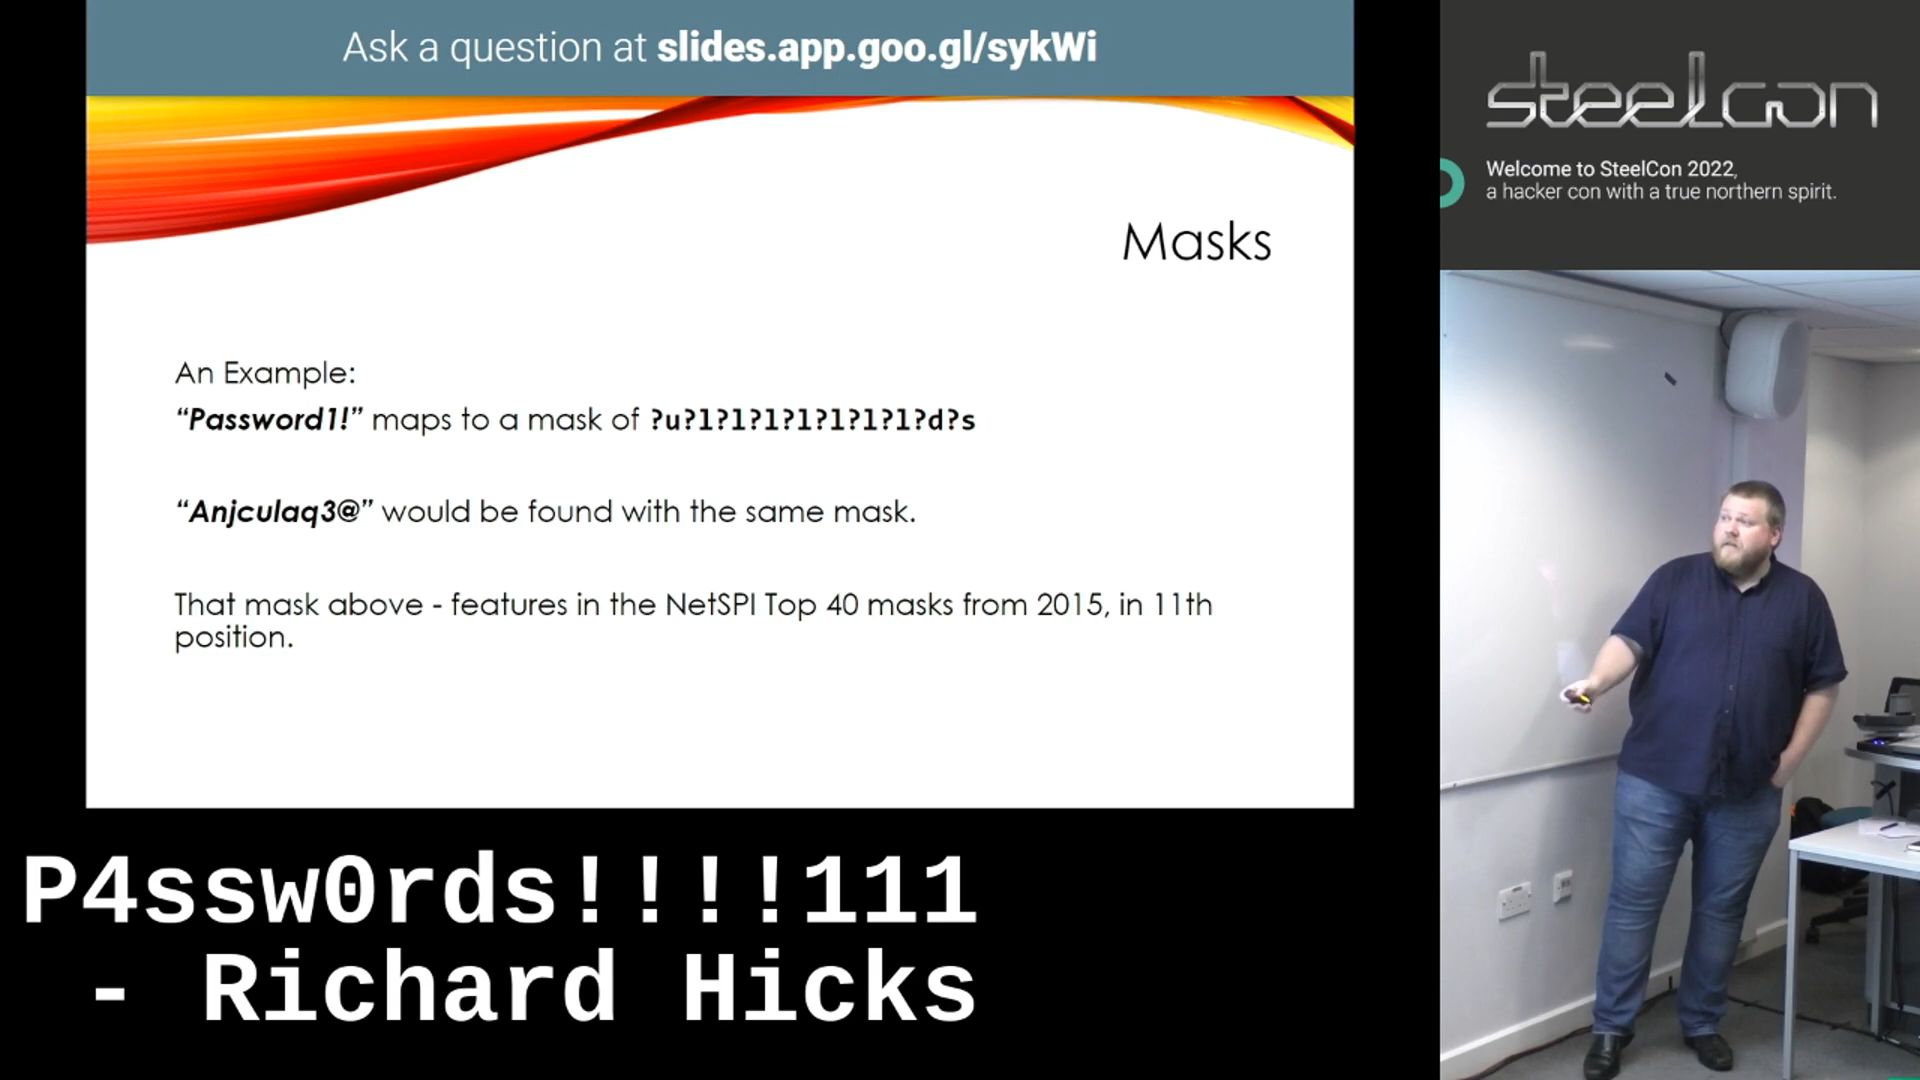 Ask a question at slides.app.goo.gl/sykWi
Masks
An Example:
“Password1!” maps to a mask of ?u?l?l?l?l?l?l?l?d?s
“Anjculaq3@” would be found with the same mask.
That mask above - features in the NetSPI Top 40 masks from 2015, in 11th
position.
P4ssw0rds!!!!111
- Richard Hicks
steelcon
Welcome to SteelCon 2022,
a hacker con with a true northern spirit.